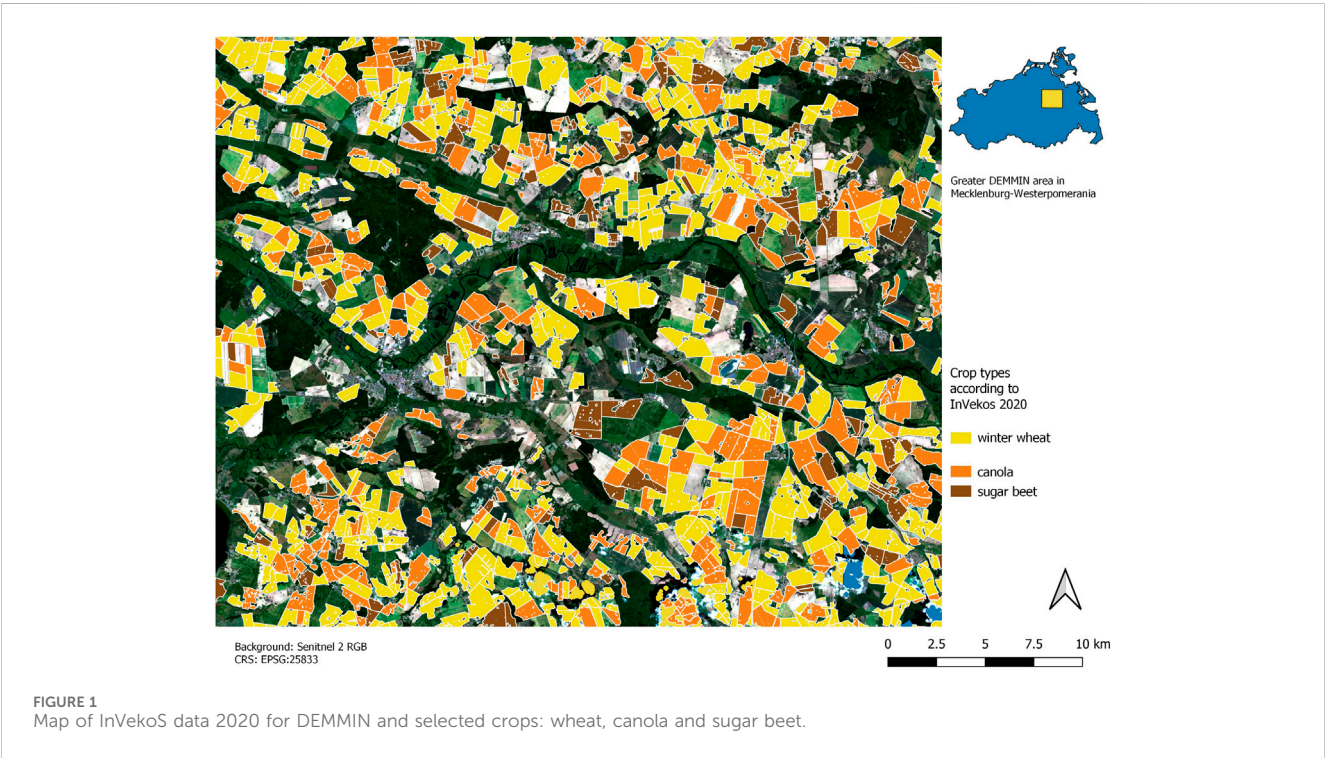 Greater DEMMIN area in
Mecklenburg-Westerpomerania
Crop types
according to
InVekos 2020
winter wheat
canola
sugar beet
0 2.5 5 7.5 10 km
Background: Senitnel 2 RGB
CRS: EPSG:25833
FIGURE 1
Map of InVekoS data 2020 for DEMMIN and selected crops: wheat, canola and sugar beet.